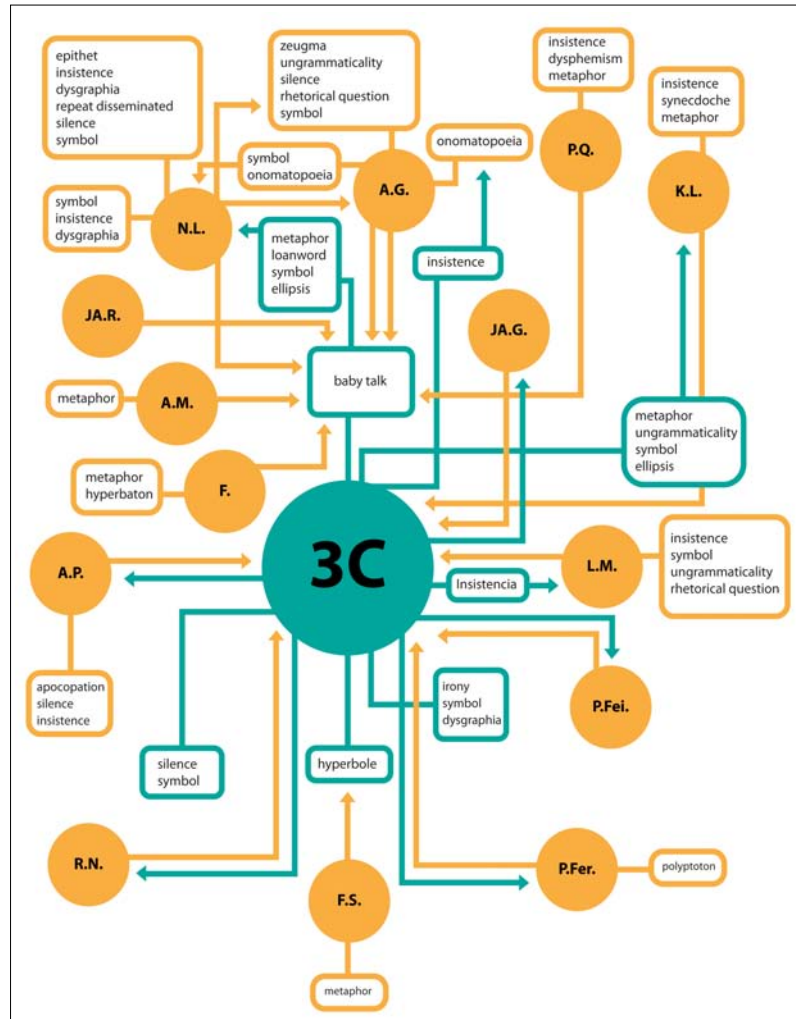 epithet
insistence
dysgraphia
repeat disseminated
silence
symbol
zeugma
ungrammaticality
silence
rhetorical question
symbol
insistence
dysphemism
metaphor
insistence
synecdoche
metaphor
symbol
onomatopoeia
onomatopoeia
P.Q.
A.G.
K.L.
symbol
insistence
dysgraphia
N.L.
metaphor
loanword
symbol
ellipsis
insistence
JA.R.
JA.G.
baby talk
metaphor
A.M.
metaphor
ungrammaticality
symbol
ellipsis
metaphor
hyperbaton
F.
3C
A.P.
Insistencia
L.M.
insistence
symbol
ungrammaticality
rhetorical question
apocopation
silence
insistence
irony
symbol
dysgraphia
P.Fei.
silence
symbol
hyperbole
R.N.
F.S.
P.Fer.
polyptoton
metaphor